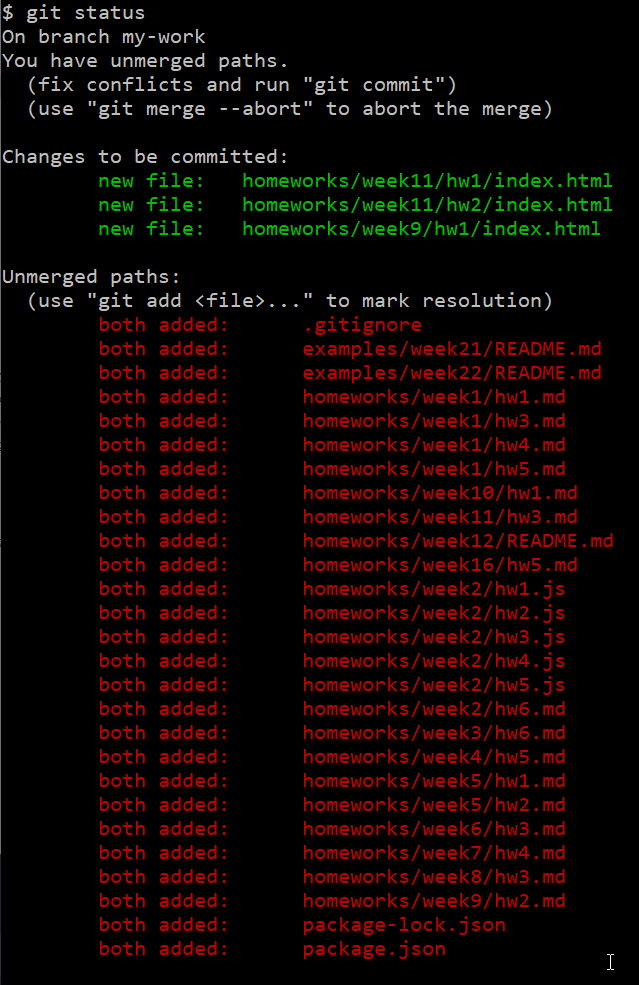 $ git status
On branch my-work
You have unmerged paths.
  (fix conflicts and run "git commit")
  (use "git merge --abort" to abort the merge)

Changes to be committed:
        new file:   homeworks/week11/hw1/index.html
        new file:   homeworks/week11/hw2/index.html
        new file:   homeworks/week9/hw1/index.html

Unmerged paths:
  (use "git add <file>..." to mark resolution)
        both added:      .gitignore
        both added:      examples/week21/README.md
        both added:      examples/week22/README.md
        both added:      homeworks/week1/hw1.md
        both added:      homeworks/week1/hw3.md
        both added:      homeworks/week1/hw4.md
        both added:      homeworks/week1/hw5.md
        both added:      homeworks/week10/hw1.md
        both added:      homeworks/week11/hw3.md
        both added:      homeworks/week12/README.md
        both added:      homeworks/week16/hw5.md
        both added:      homeworks/week2/hw1.js
        both added:      homeworks/week2/hw2.js
        both added:      homeworks/week2/hw3.js
        both added:      homeworks/week2/hw4.js
        both added:      homeworks/week2/hw5.js
        both added:      homeworks/week2/hw6.md
        both added:      homeworks/week3/hw6.md
        both added:      homeworks/week4/hw5.md
        both added:      homeworks/week5/hw1.md
        both added:      homeworks/week5/hw2.md
        both added:      homeworks/week6/hw3.md
        both added:      homeworks/week7/hw4.md
        both added:      homeworks/week8/hw3.md
        both added:      homeworks/week9/hw2.md
        both added:      package-lock.json
        both added:      package.json